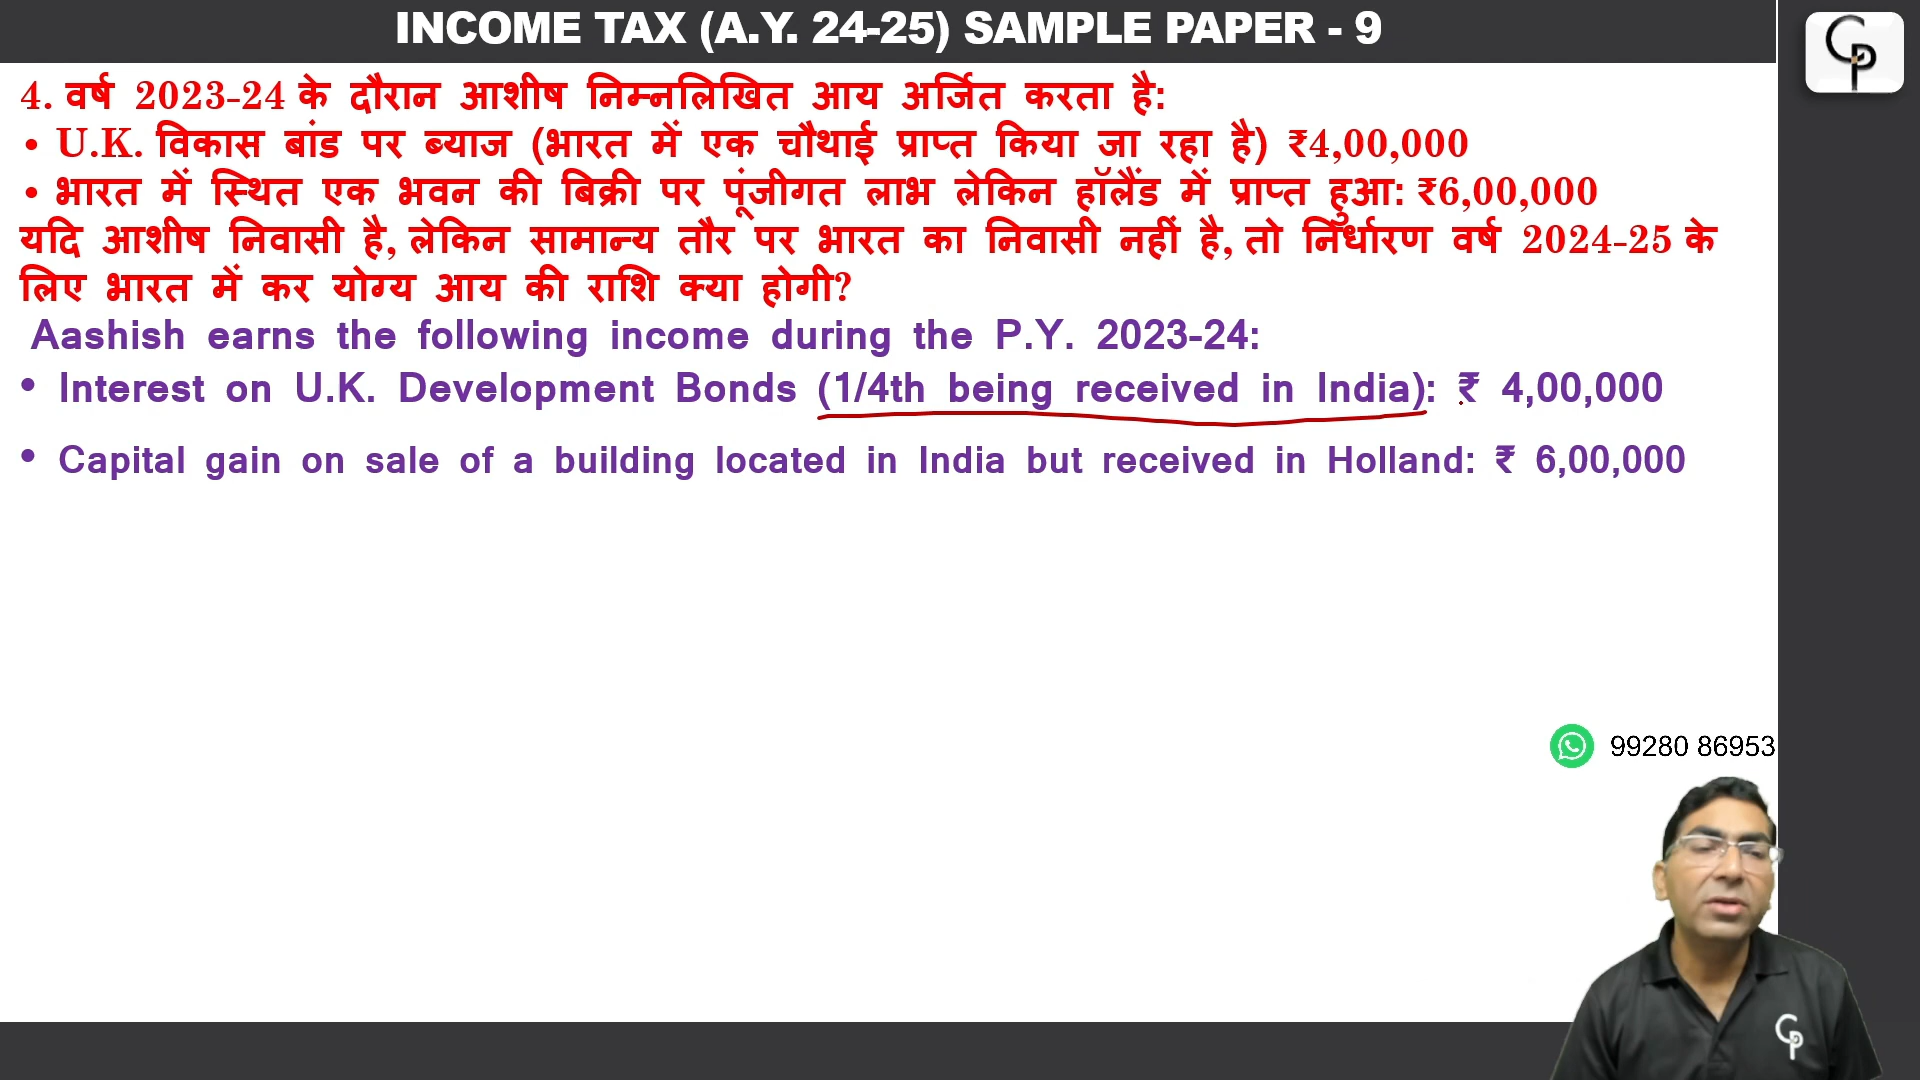 INCOME TAX (A.Y. 24-25) SAMPLE PAPER - 9
4. वर्ष 2023-24 के दौरान आशीष निम्नलिखित आय अर्जित करता है:
• U.K. विकास बांड पर ब्याज (भारत में एक चौथाई प्राप्त किया जा रहा है) ₹4,00,000
• भारत में स्थित एक भवन की बिक्री पर पूंजीगत लाभ लेकिन हॉलैंड में प्राप्त हुआ: ₹6,00,000
यदि आशीष निवासी है, लेकिन सामान्य तौर पर भारत का निवासी नहीं है, तो निर्धारण वर्ष 2024-25 के
लिए भारत में कर योग्य आय की राशि क्या होगी?
Aashish earns the following income during the P.Y. 2023-24:
• Interest on U.K. Development Bonds (1/4th being received in India): ₹ 4,00,000
• Capital gain on sale of a building located in India but received in Holland: ₹ 6,00,000
99280 86953
CP
CP